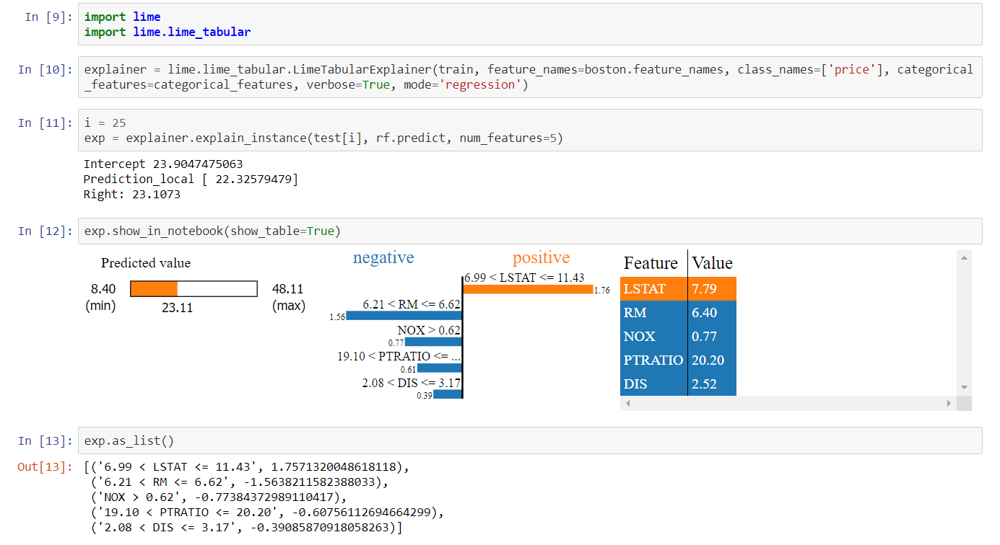 In [9]: import lime
import lime.lime_tabular
In [10]: explainer = lime.lime_tabular.LimeTabularExplainer(train, feature_names=boston.feature_names, class_names=['price'], categorical
_features=categorical_features, verbose=True, mode='regression')
In [11]: i = 25
exp = explainer.explain_instance(test[i], rf.predict, num_features=5)
Intercept 23.9047475063
Prediction_local [ 22.32579479]
Right: 23.1073
In [12]: exp.show_in_notebook(show_table=True)
Predicted value
8.40
(min)
23.11
48.11
(max)
negative positive
6.99 < LSTAT <= 11.43
1.76
6.21 < RM <= 6.62
1.56
NOX > 0.62
0.77
19.10 < PTRATIO <= ...
0.61
2.08 < DIS <= 3.17
0.39
Feature Value
LSTAT 7.79
RM 6.40
NOX 0.77
PTRATIO 20.20
DIS 2.52
In [13]: exp.as_list()
Out[13]: [('6.99 < LSTAT <= 11.43', 1.7571320048618118),
('6.21 < RM <= 6.62', -1.5638211582388033),
('NOX > 0.62', -0.77384372989110417),
('19.10 < PTRATIO <= 20.20', -0.60756112694664299),
('2.08 < DIS <= 3.17', -0.39085870918058263)]